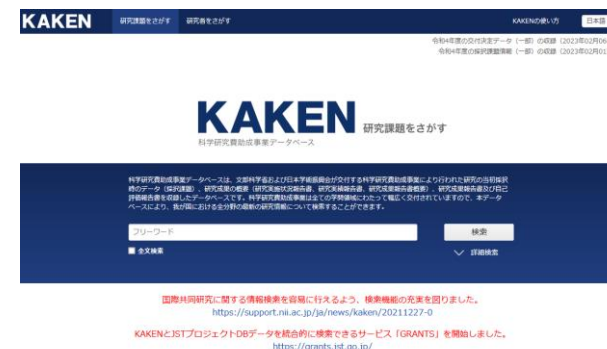 KAKEN 研究課題をさがす 研究者をさがす KAKENの使い方 日本語
令和4年度の交付決定データ（一部）の収録（2023年02月06
令和4年度の採択課題情報（一部）の収録（2023年02月01
KAKEN 研究課題をさがす
科学研究費助成事業データベース
科学研究費助成事業データベースは、文部科学省および日本学術振興会が交付する科学研究費助成事業により行われた研究の当初採択
時のデータ（採択課題）、研究成果の概要（研究実施状況報告書、研究実績報告書、研究成果報告書概要）、研究成果報告書及び自己
評価報告書を収録したデータベースです。科学研究費助成事業は全ての学問領域にわたって幅広く交付されていますので、本データ
ベースにより、我が国における全分野の最新の研究情報について検索することができます。
フリーワード 検索
全文検索 詳細検索
国際共同研究に関する情報検索を容易に行えるよう、検索機能の充実を図りました。
https://support.nii.ac.jp/ja/news/kaken/20211227-0
KAKENとJSTプロジェクトDBデータを統合的に検索できるサービス「GRANTS」を開始しました。
https://grants.jst.go.jp/